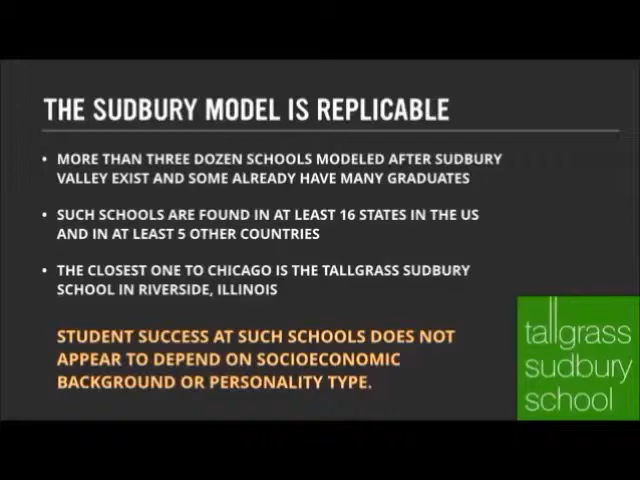 THE SUDBURY MODEL IS REPLICABLE
• MORE THAN THREE DOZEN SCHOOLS MODELED AFTER SUDBURY
VALLEY EXIST AND SOME ALREADY HAVE MANY GRADUATES
• SUCH SCHOOLS ARE FOUND IN AT LEAST 16 STATES IN THE US
AND IN AT LEAST 5 OTHER COUNTRIES
• THE CLOSEST ONE TO CHICAGO IS THE TALLGRASS SUDBURY
SCHOOL IN RIVERSIDE, ILLINOIS
STUDENT SUCCESS AT SUCH SCHOOLS DOES NOT
APPEAR TO DEPEND ON SOCIOECONOMIC
BACKGROUND OR PERSONALITY TYPE.
tallgrass
sudbury
school